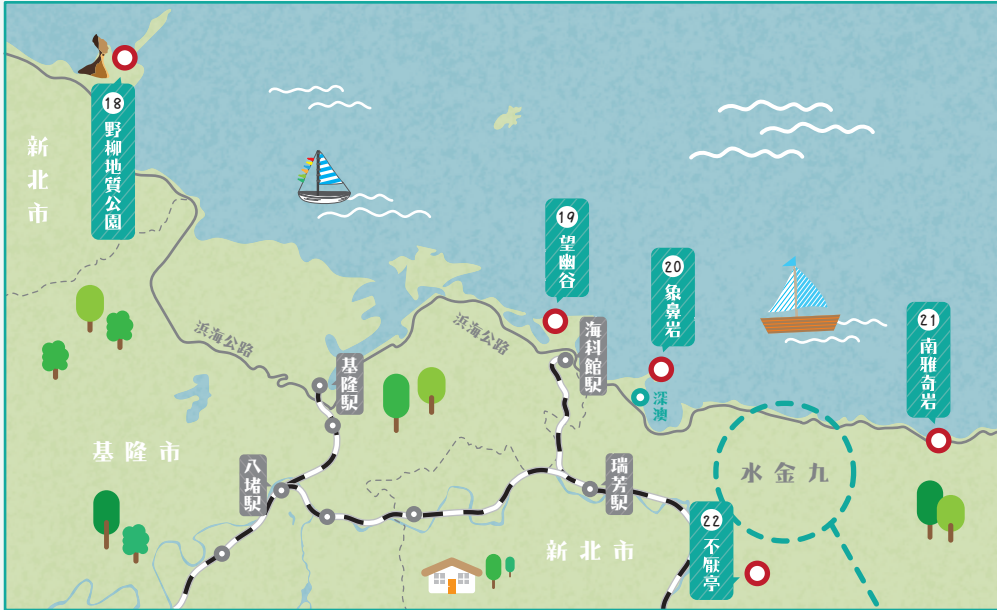 18
野柳地質公園
新北市
19
望幽谷
20
象鼻岩
21
南雅奇岩
浜海公路
浜海公路
海科館駅
基隆駅
深澳
基隆市
八堵駅
瑞芳駅
水金九
22
不厭亭
新北市